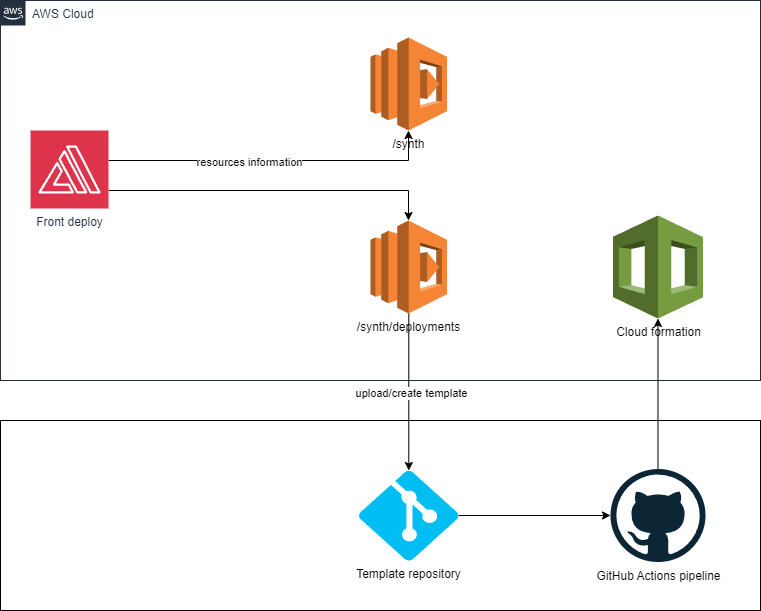 aws
AWS Cloud
/synth
resources information
Front deploy
/synth/deployments
Cloud formation
upload/create template
Template repository
GitHub Actions pipeline